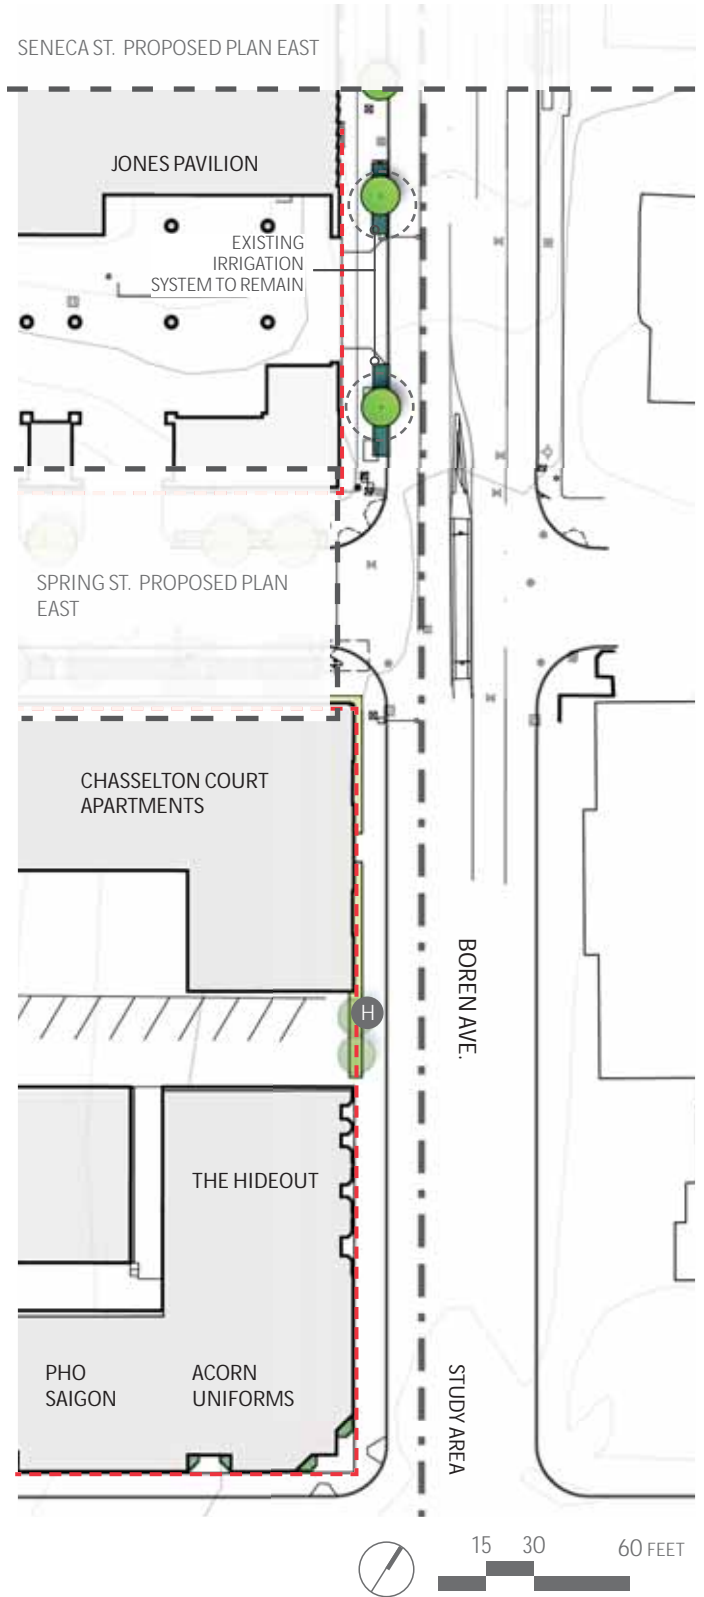 SENECA ST. PROPOSED PLAN EAST
JONES PAVILION
EXISTING
IRRIGATION
SYSTEM TO REMAIN
SPRING ST. PROPOSED PLAN
EAST
CHASSELTON COURT
APARTMENTS
BOREN AVE.
H
THE HIDEOUT
PHO
SAIGON
ACORN
UNIFORMS
STUDY AREA
15 30 60 FEET